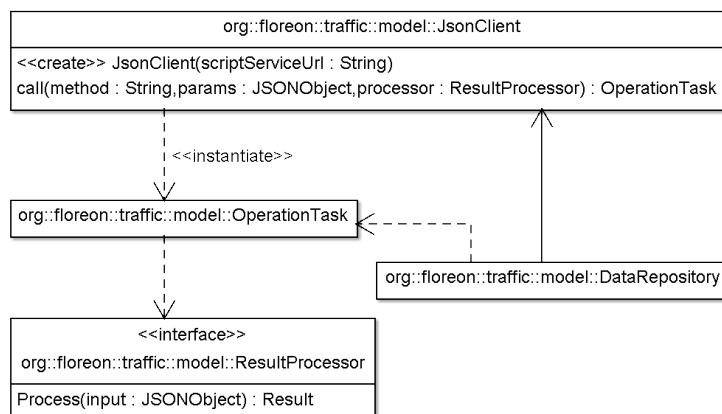 org::floreon::traffic::model::JsonClient
<<create>> JsonClient(scriptServiceUrl : String)
call(method : String,params : JSONObject,processor : ResultProcessor) : OperationTask
<<instantiate>>
org::floreon::traffic::model::OperationTask
org::floreon::traffic::model::DataRepository
<<interface>>
org::floreon::traffic::model::ResultProcessor
Process(input : JSONObject) : Result